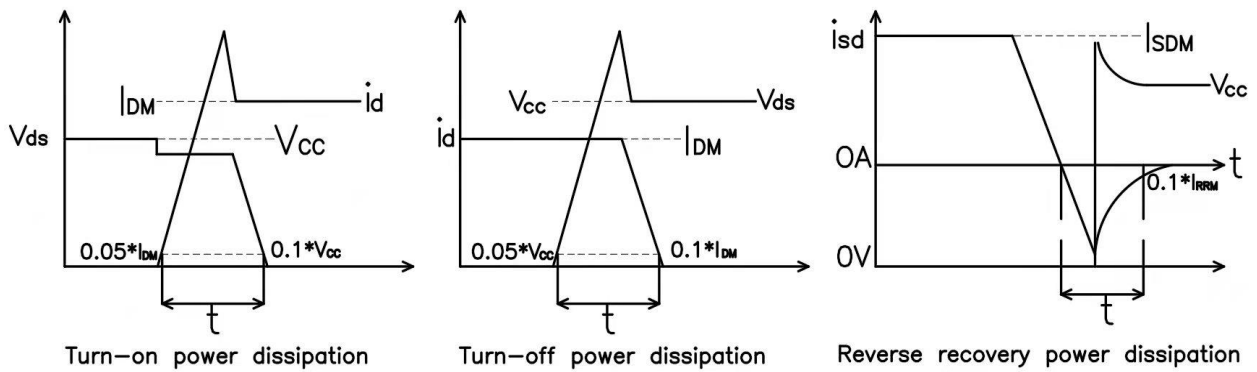 Vds
IDM
id
VCC
0.05*IDM
0.1*VCC
t
Turn-on power dissipation
VCC
Vds
id
IDM
0.05*VCC
0.1*IDM
t
Turn-off power dissipation
isd
ISDM
VCC
0A
t
0.1*IRRM
0V
t
Reverse recovery power dissipation